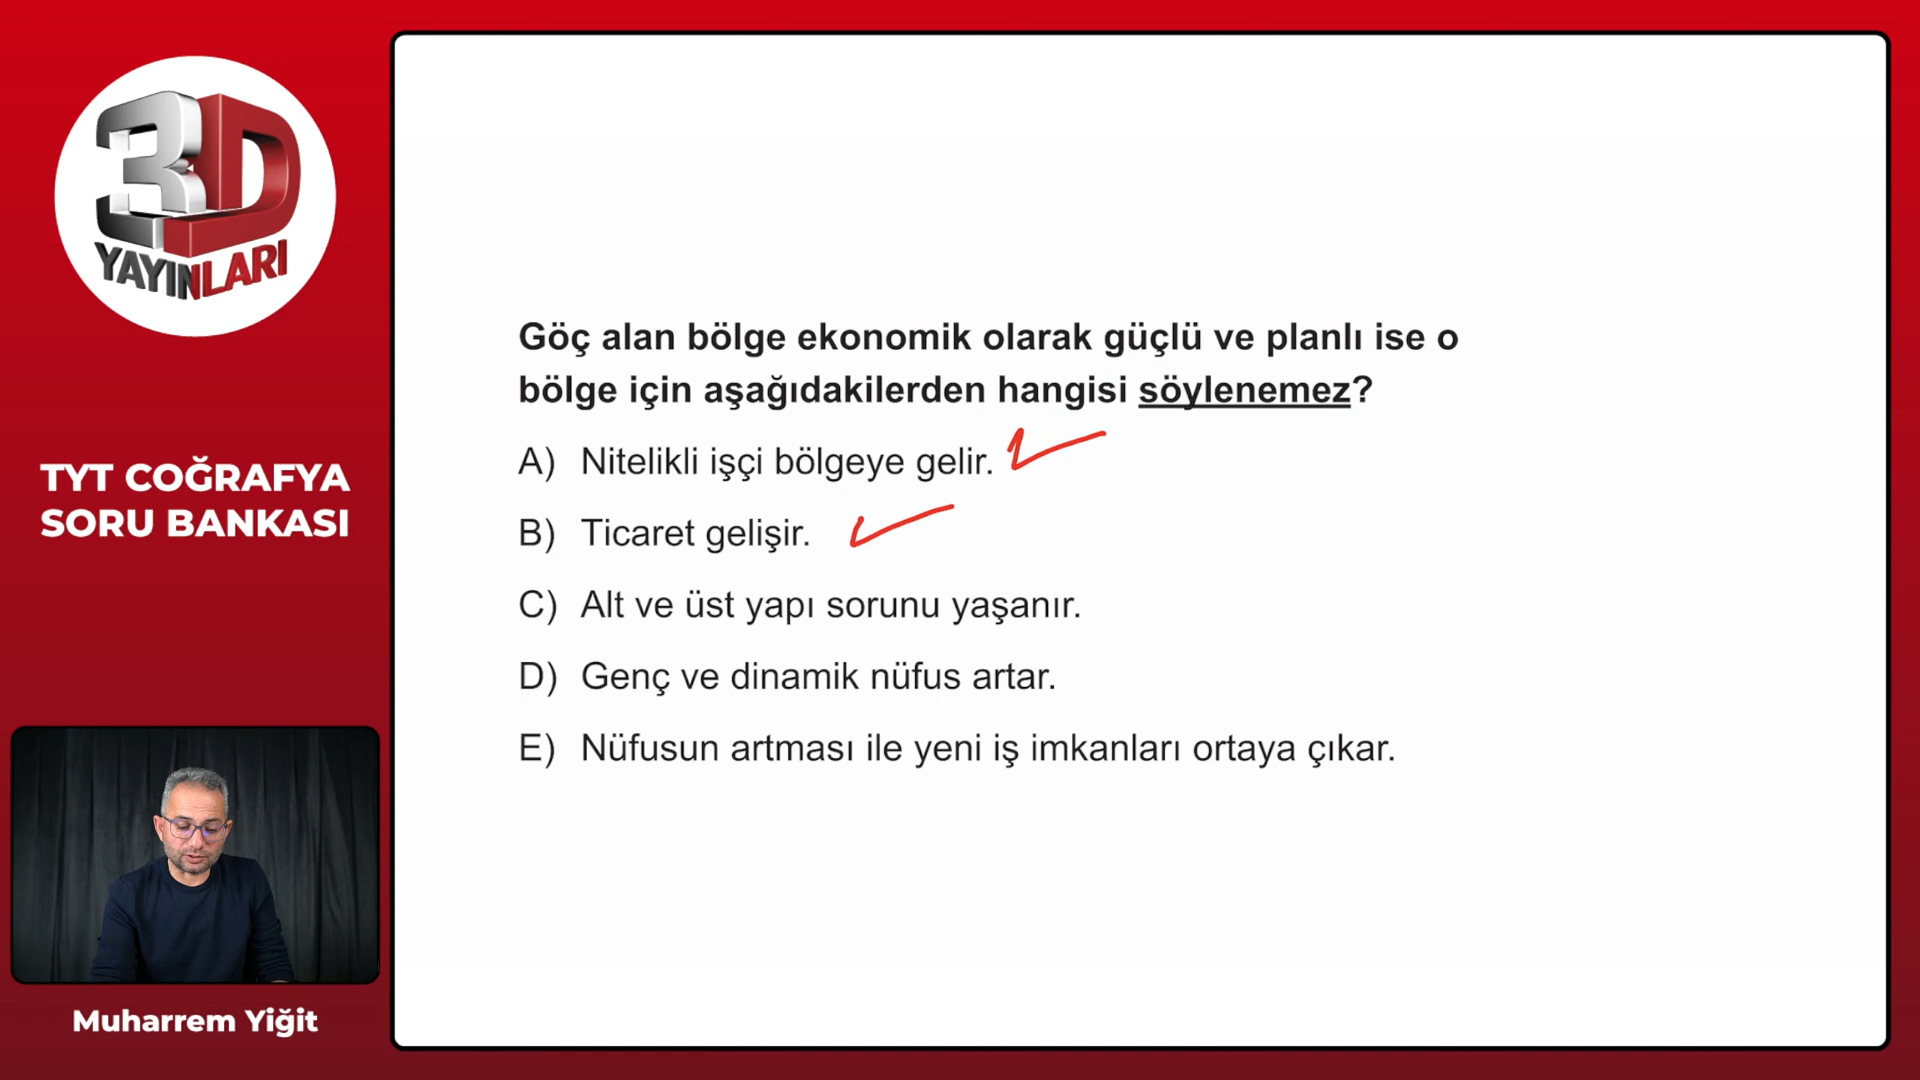 3D
YAYINLARI
TYT COĞRAFYA
SORU BANKASI
Muharrem Yiğit
Göç alan bölge ekonomik olarak güçlü ve planlı ise o
bölge için aşağıdakilerden hangisi söylenemez?
A) Nitelikli işçi bölgeye gelir.
B) Ticaret gelişir.
C) Alt ve üst yapı sorunu yaşanır.
D) Genç ve dinamik nüfus artar.
E) Nüfusun artması ile yeni iş imkanları ortaya çıkar.